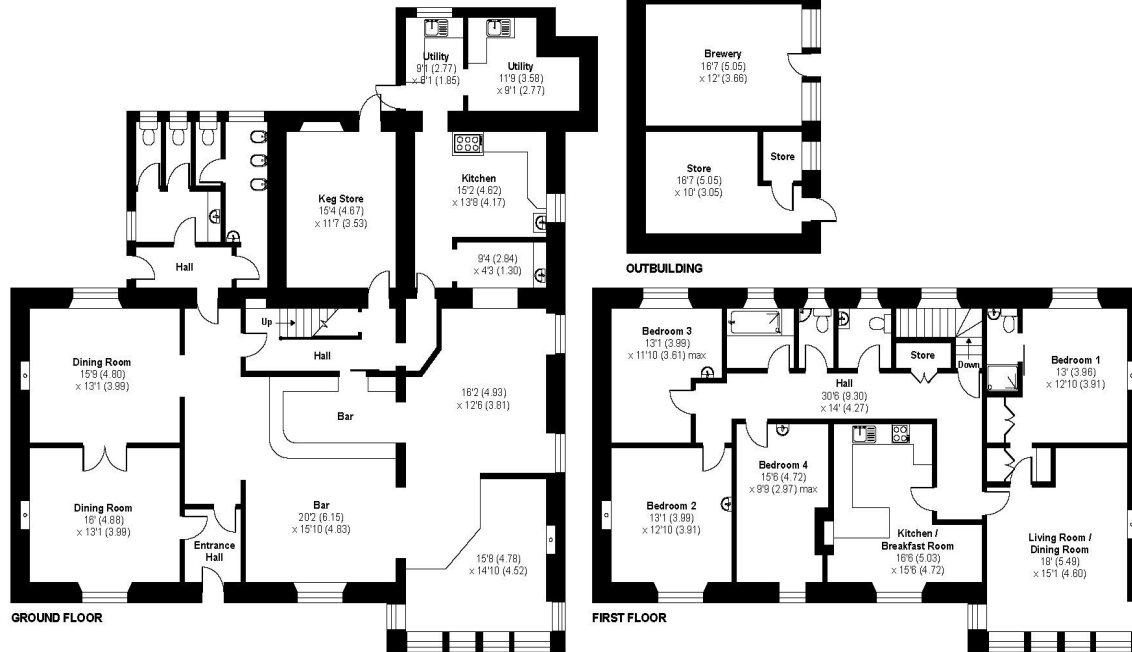 Utility
9'1 (2.77)
x 6'1 (1.85)
Utility
11'9 (3.58)
x 9'1 (2.77)
Keg Store
15'4 (4.67)
x 11'7 (3.53)
Kitchen
15'2 (4.62)
x 13'8 (4.17)
9'4 (2.84)
x 4'3 (1.30)
Hall
Up
Hall
Dining Room
15'9 (4.80)
x 13'1 (3.99)
Bar
16'2 (4.93)
x 12'6 (3.81)
Dining Room
16' (4.88)
x 13'1 (3.99)
Bar
20'2 (6.15)
x 15'10 (4.83)
Entrance
Hall
15'8 (4.78)
x 14'10 (4.52)
GROUND FLOOR
Brewery
16'7 (5.05)
x 12' (3.66)
Store
16'7 (5.05)
x 10' (3.05)
Store
OUTBUILDING
Bedroom 3
13'1 (3.99)
x 11'10 (3.61) max
Store
Down
Bedroom 1
13' (3.96)
x 12'10 (3.91)
Hall
30'6 (9.30)
x 14' (4.27)
Bedroom 4
15'6 (4.72)
x 9'9 (2.97) max
Bedroom 2
13'1 (3.99)
x 12'10 (3.91)
Kitchen /
Breakfast Room
16'6 (5.03)
x 15'6 (4.72)
Living Room /
Dining Room
18' (5.49)
x 15'1 (4.60)
FIRST FLOOR